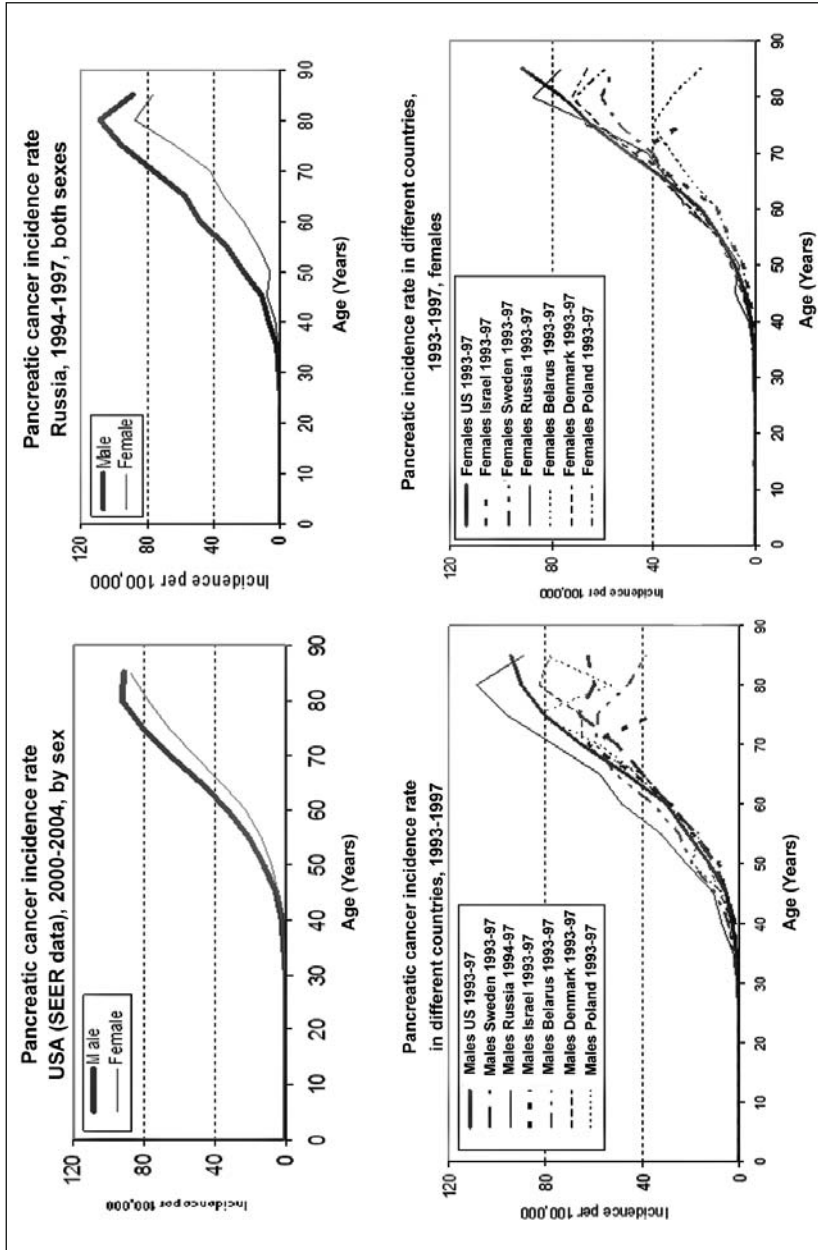 Pancreatic cancer incidence rate
USA (SEER data), 2000-2004, by sex
Male
Female
Incidence per 100,000
120
80
40
0
0 10 20 30 40 50 60 70 80 90
Age (Years)
Pancreatic cancer incidence rate
Russia, 1994-1997, both sexes
Male
Female
Incidence per 100,000
120
80
40
0
0 10 20 30 40 50 60 70 80 90
Age (Years)
Pancreatic cancer incidence rate
in different countries, 1993-1997
Males US 1993-97
Males Sweden 1993-97
Males Russia 1994-97
Males Israel 1993-97
Males Belarus 1993-97
Males Denmark 1993-97
Males Poland 1993-97
Incidence per 100,000
120
80
40
0
0 10 20 30 40 50 60 70 80 90
Age (Years)
Pancreatic incidence rate in different countries,
1993-1997, females
Females US 1993-97
Females Israel 1993-97
Females Sweden 1993-97
Females Russia 1993-97
Females Belarus 1993-97
Females Denmark 1993-97
Females Poland 1993-97
Incidence per 100,000
120
80
40
0
0 10 20 30 40 50 60 70 80 90
Age (Years)